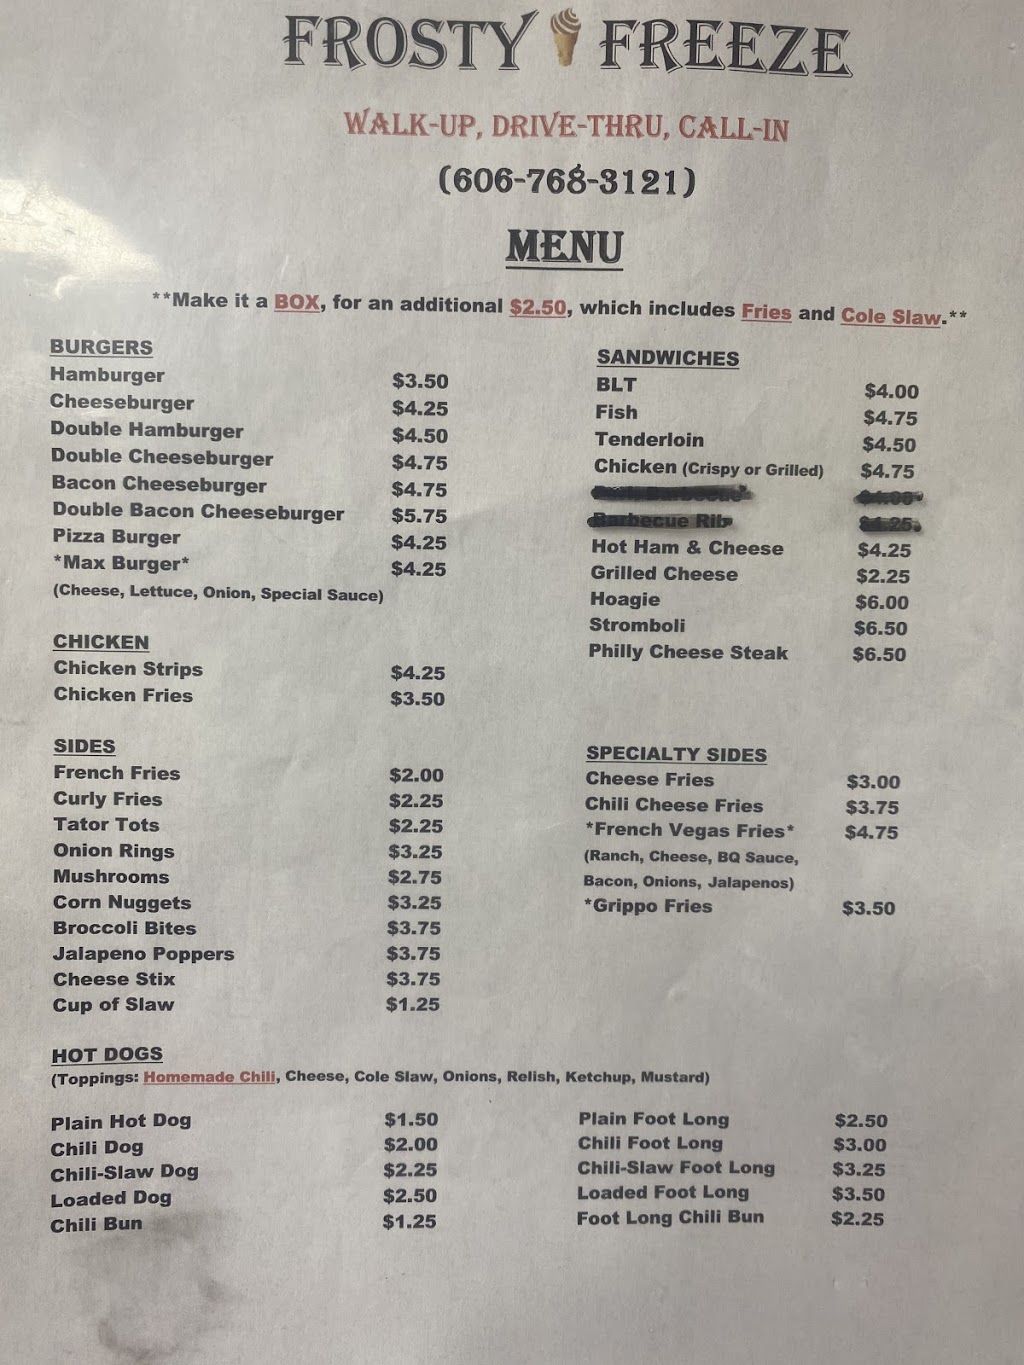 FROSTY FREEZE
WALK-UP, DRIVE-THRU, CALL-IN
(606-768-3121)
MENU
**Make it a BOX, for an additional $2.50, which includes Fries and Cole Slaw.**
BURGERS
Hamburger $3.50
Cheeseburger $4.25
Double Hamburger $4.50
Double Cheeseburger $4.75
Bacon Cheeseburger $4.75
Double Bacon Cheeseburger $5.75
Pizza Burger $4.25
*Max Burger* $4.25
(Cheese, Lettuce, Onion, Special Sauce)
CHICKEN
Chicken Strips $4.25
Chicken Fries $3.50
SANDWICHES
BLT $4.00
Fish $4.75
Tenderloin $4.50
Chicken (Crispy or Grilled) $4.75
Barbecue
Barbecue Rib $4.25
Hot Ham & Cheese $4.25
Grilled Cheese $2.25
Hoagie $6.00
Stromboli $6.50
Philly Cheese Steak $6.50
SIDES
French Fries $2.00
Curly Fries $2.25
Tator Tots $2.25
Onion Rings $3.25
Mushrooms $2.75
Corn Nuggets $3.25
Broccoli Bites $3.75
Jalapeno Poppers $3.75
Cheese Stix $3.75
Cup of Slaw $1.25
SPECIALTY SIDES
Cheese Fries $3.00
Chili Cheese Fries $3.75
*French Vegas Fries* $4.75
(Ranch, Cheese, BQ Sauce,
Bacon, Onions, Jalapenos)
*Grippo Fries $3.50
HOT DOGS
(Toppings: Homemade Chili, Cheese, Cole Slaw, Onions, Relish, Ketchup, Mustard)
Plain Hot Dog $1.50
Chili Dog $2.00
Chili-Slaw Dog $2.25
Loaded Dog $2.50
Chili Bun $1.25
Plain Foot Long $2.50
Chili Foot Long $3.00
Chili-Slaw Foot Long $3.25
Loaded Foot Long $3.50
Foot Long Chili Bun $2.25